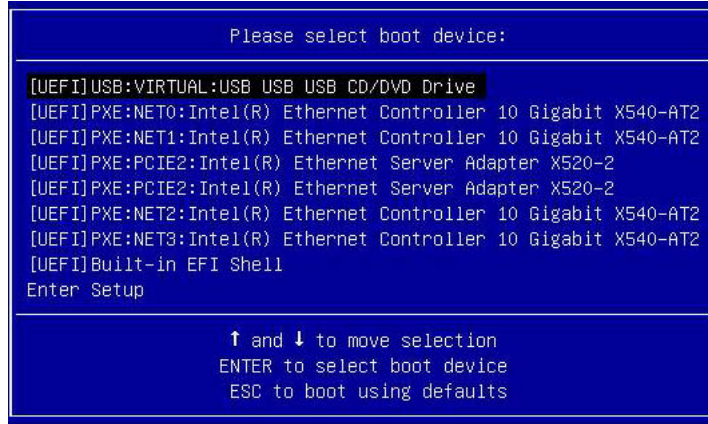 Please select boot device:
[UEFI]USB:VIRTUAL:USB USB USB CD/DVD Drive
[UEFI]PXE:NET0:Intel(R) Ethernet Controller 10 Gigabit X540-AT2
[UEFI]PXE:NET1:Intel(R) Ethernet Controller 10 Gigabit X540-AT2
[UEFI]PXE:PCIE2:Intel(R) Ethernet Server Adapter X520-2
[UEFI]PXE:PCIE2:Intel(R) Ethernet Server Adapter X520-2
[UEFI]PXE:NET2:Intel(R) Ethernet Controller 10 Gigabit X540-AT2
[UEFI]PXE:NET3:Intel(R) Ethernet Controller 10 Gigabit X540-AT2
[UEFI]Built-in EFI Shell
Enter Setup
↑ and ↓ to move selection
ENTER to select boot device
ESC to boot using defaults